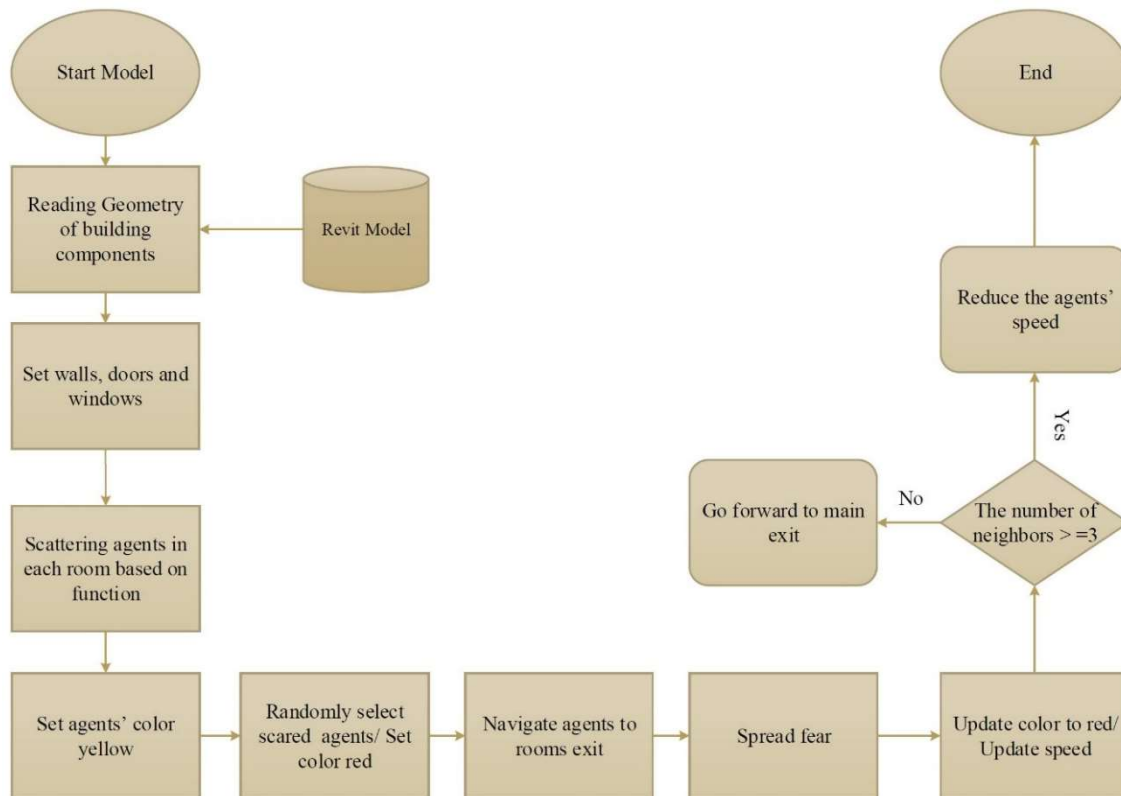 Start Model
Reading Geometry
of building
components
Revit Model
Set walls, doors and
windows
Scattering agents in
each room based on
function
Set agents’ color
yellow
Randomly select
scared agents/ Set
color red
Navigate agents to
rooms exit
Spread fear
Update color to red/
Update speed
The number of
neighbors > =3
No
Go forward to main
exit
Yes
Reduce the agents’
speed
End